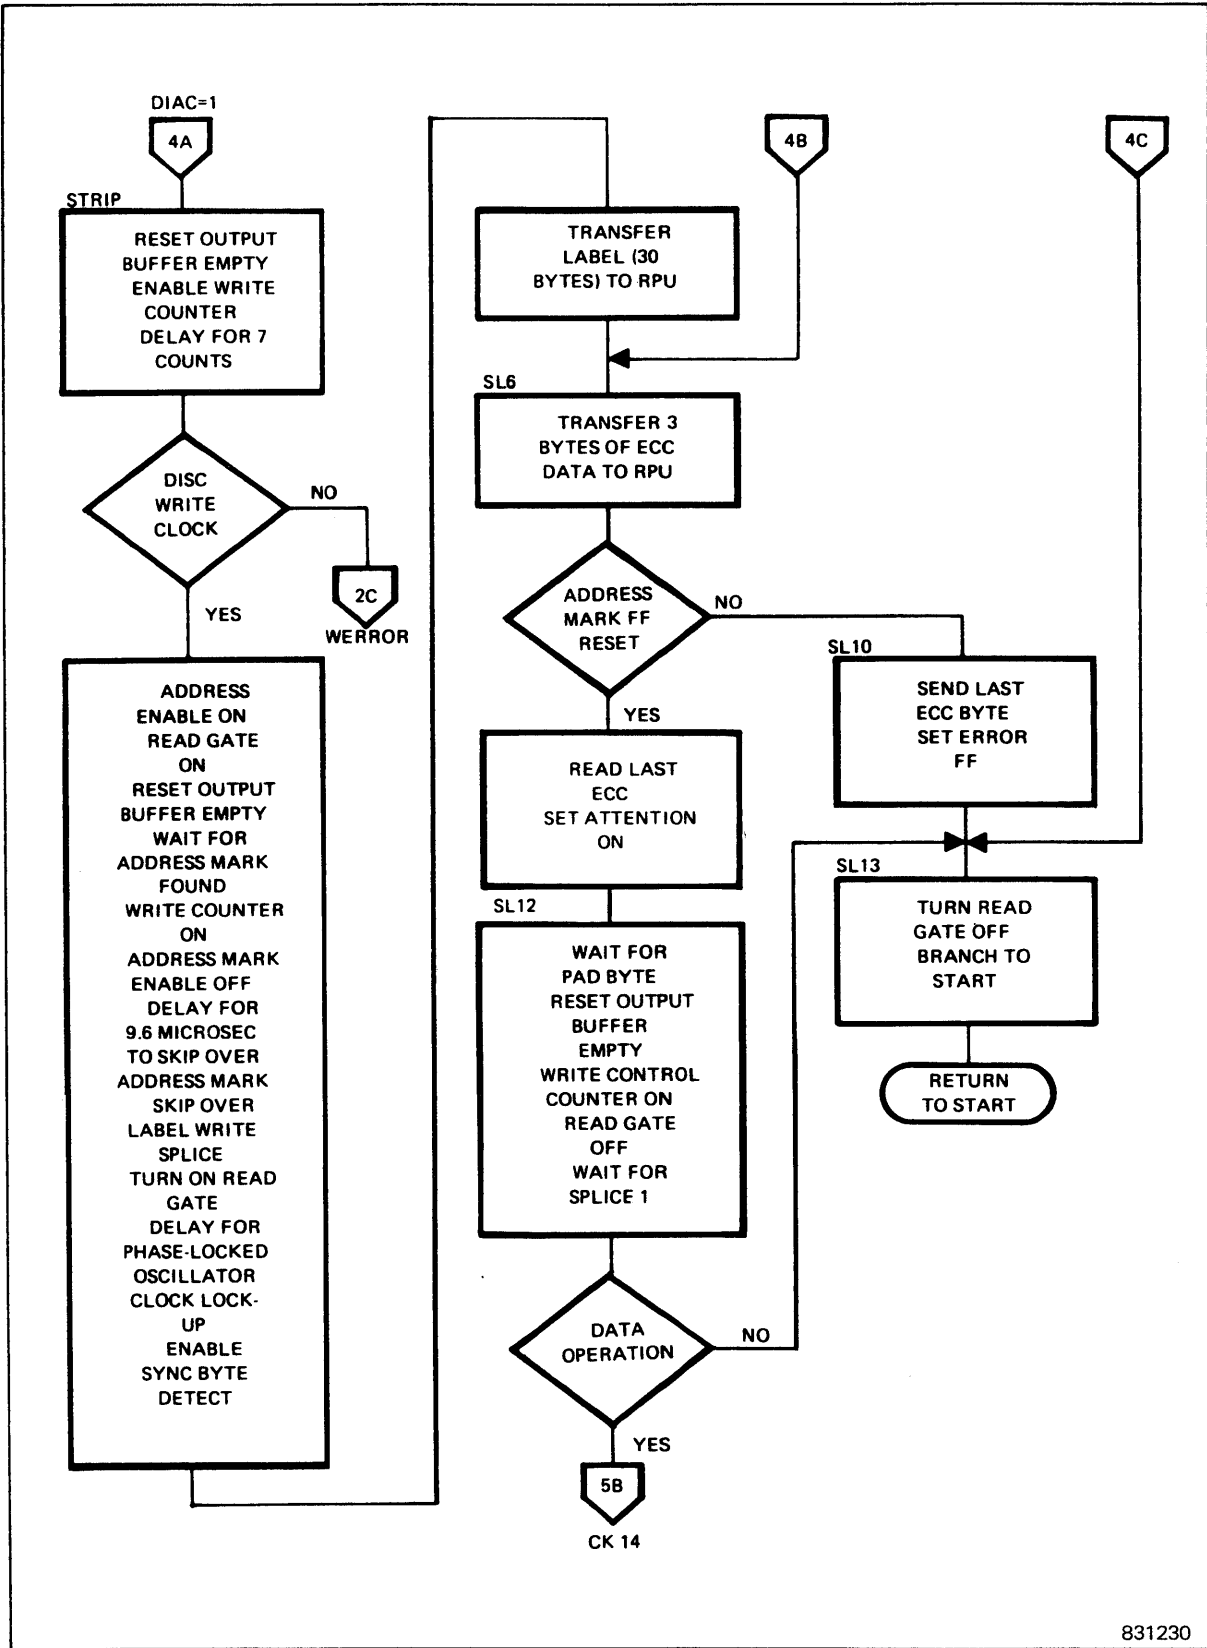 DIAC=1
4A
STRIP
RESET OUTPUT
BUFFER EMPTY
ENABLE WRITE
COUNTER
DELAY FOR 7
COUNTS
DISC
WRITE
CLOCK
NO
2C
WERROR
YES
ADDRESS
ENABLE ON
READ GATE
ON
RESET OUTPUT
BUFFER EMPTY
WAIT FOR
ADDRESS MARK
FOUND
WRITE COUNTER
ON
ADDRESS MARK
ENABLE OFF
DELAY FOR
9.6 MICROSEC
TO SKIP OVER
ADDRESS MARK
SKIP OVER
LABEL WRITE
SPLICE
TURN ON READ
GATE
DELAY FOR
PHASE-LOCKED
OSCILLATOR
CLOCK LOCK-
UP
ENABLE
SYNC BYTE
DETECT
TRANSFER
LABEL (30
BYTES) TO RPU
4B
SL6
TRANSFER 3
BYTES OF ECC
DATA TO RPU
ADDRESS
MARK FF
RESET
NO
YES
READ LAST
ECC
SET ATTENTION
ON
SL12
WAIT FOR
PAD BYTE
RESET OUTPUT
BUFFER
EMPTY
WRITE CONTROL
COUNTER ON
READ GATE
OFF
WAIT FOR
SPLICE 1
DATA
OPERATION
NO
YES
5B
CK 14
4C
SL10
SEND LAST
ECC BYTE
SET ERROR
FF
SL13
TURN READ
GATE OFF
BRANCH TO
START
RETURN
TO START
831230